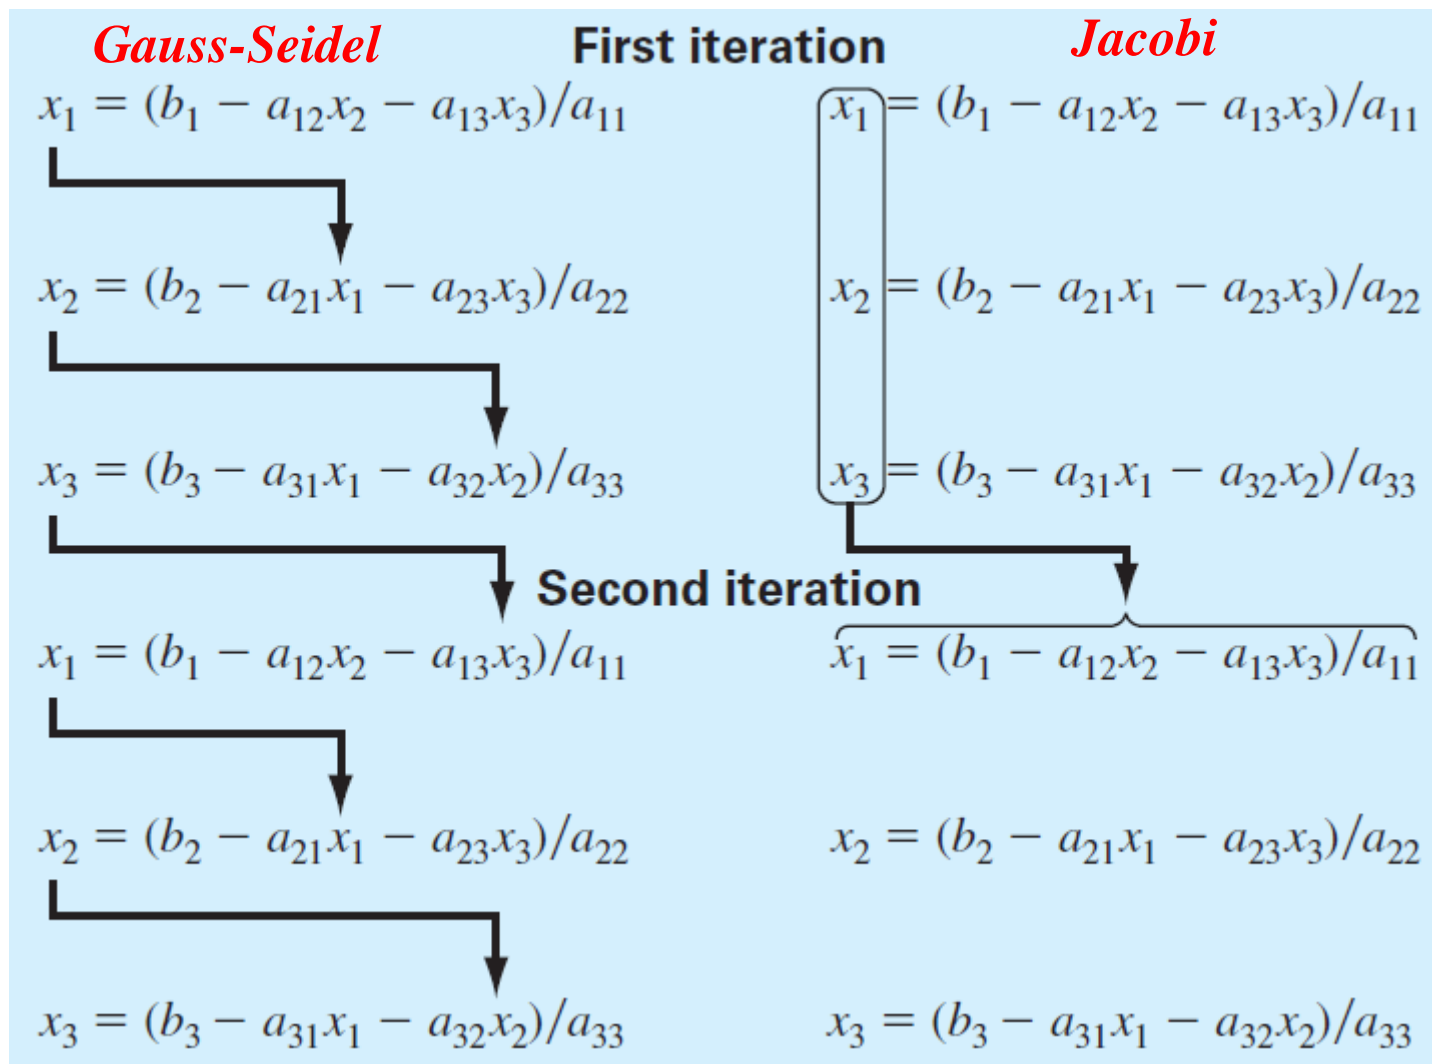 Gauss-Seidel First iteration Jacobi
x₁ = (b₁ − a₁₂x₂ − a₁₃x₃)/a₁₁ x₁ = (b₁ − a₁₂x₂ − a₁₃x₃)/a₁₁
x₂ = (b₂ − a₂₁x₁ − a₂₃x₃)/a₂₂ x₂ = (b₂ − a₂₁x₁ − a₂₃x₃)/a₂₂
x₃ = (b₃ − a₃₁x₁ − a₃₂x₂)/a₃₃ x₃ = (b₃ − a₃₁x₁ − a₃₂x₂)/a₃₃
Second iteration
x₁ = (b₁ − a₁₂x₂ − a₁₃x₃)/a₁₁ x₁ = (b₁ − a₁₂x₂ − a₁₃x₃)/a₁₁
x₂ = (b₂ − a₂₁x₁ − a₂₃x₃)/a₂₂ x₂ = (b₂ − a₂₁x₁ − a₂₃x₃)/a₂₂
x₃ = (b₃ − a₃₁x₁ − a₃₂x₂)/a₃₃ x₃ = (b₃ − a₃₁x₁ − a₃₂x₂)/a₃₃